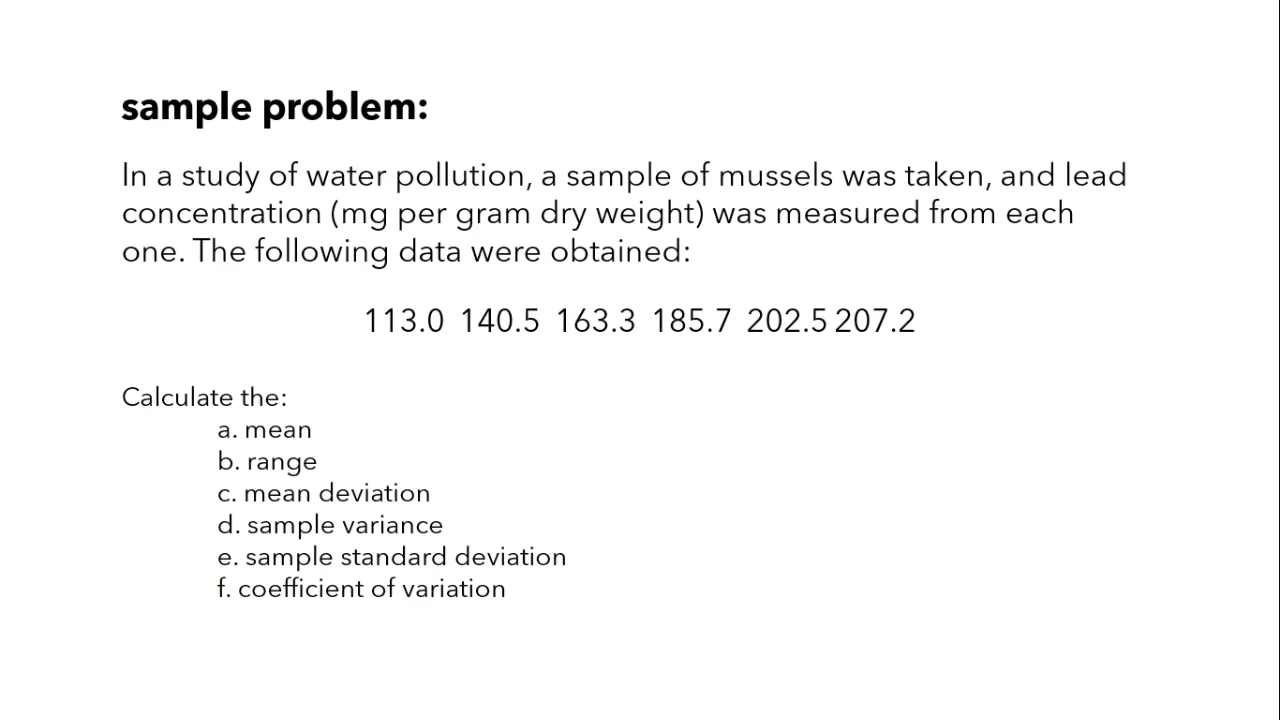 sample problem:
In a study of water pollution, a sample of mussels was taken, and lead
concentration (mg per gram dry weight) was measured from each
one. The following data were obtained:
113.0 140.5 163.3 185.7 202.5 207.2
Calculate the:
a. mean
b. range
c. mean deviation
d. sample variance
e. sample standard deviation
f. coefficient of variation